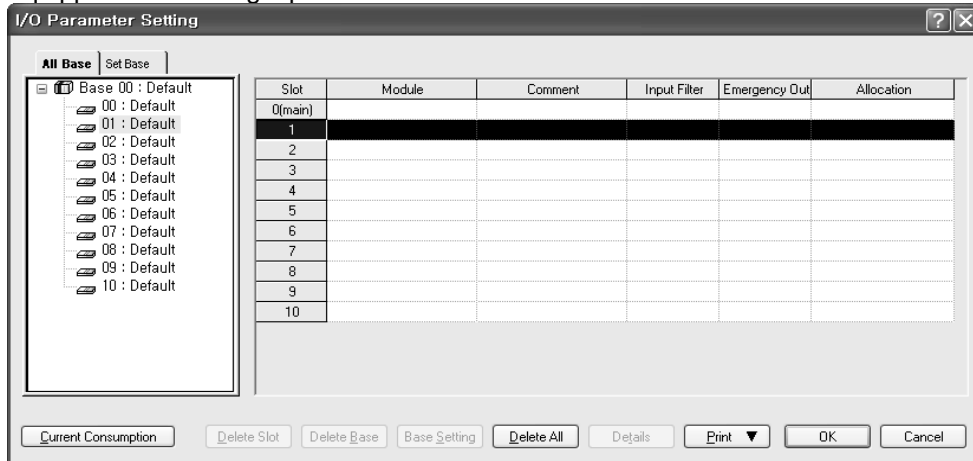 I/O Parameter Setting
All Base Set Base
Base 00 : Default
00 : Default
01 : Default
02 : Default
03 : Default
04 : Default
05 : Default
06 : Default
07 : Default
08 : Default
09 : Default
10 : Default
Slot Module Comment Input Filter Emergency Out Allocation
0(main)
1
2
3
4
5
6
7
8
9
10
Current Consumption Delete Slot Delete Base Base Setting Delete All Details Print ▼ OK Cancel